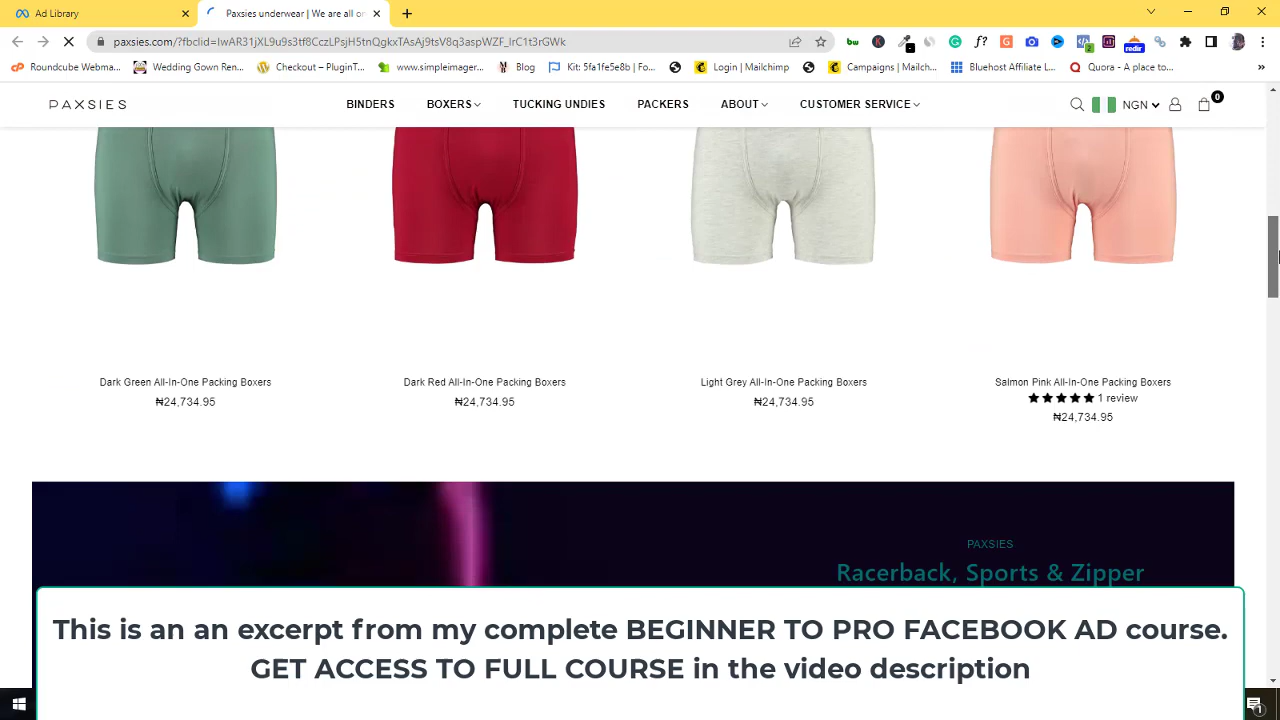 Ad Library
Paxsies underwear | We are all or
paxsies.com/?fbclid=IwAR31jXL9u9s3tf8CmLPsjH5tnQgkxTAsAi9tsV8q3aspWZF_lrC1t3rGWk
Roundcube Webma...
Wedding Gown Ren...
Checkout – PluginT...
www.simpleimager...
Blog
Kit: 5fa1fe5e8b | Fo...
Login | Mailchimp
Campaigns | Mailch...
Bluehost Affiliate L...
Quora - A place to...
PAXSIES
BINDERS
BOXERS
TUCKING UNDIES
PACKERS
ABOUT
CUSTOMER SERVICE
NGN
0
Dark Green All-In-One Packing Boxers
₦24,734.95
Dark Red All-In-One Packing Boxers
₦24,734.95
Light Grey All-In-One Packing Boxers
₦24,734.95
Salmon Pink All-In-One Packing Boxers
1 review
₦24,734.95
PAXSIES
Racerback, Sports & Zipper
This is an an excerpt from my complete BEGINNER TO PRO FACEBOOK AD course.
GET ACCESS TO FULL COURSE in the video description